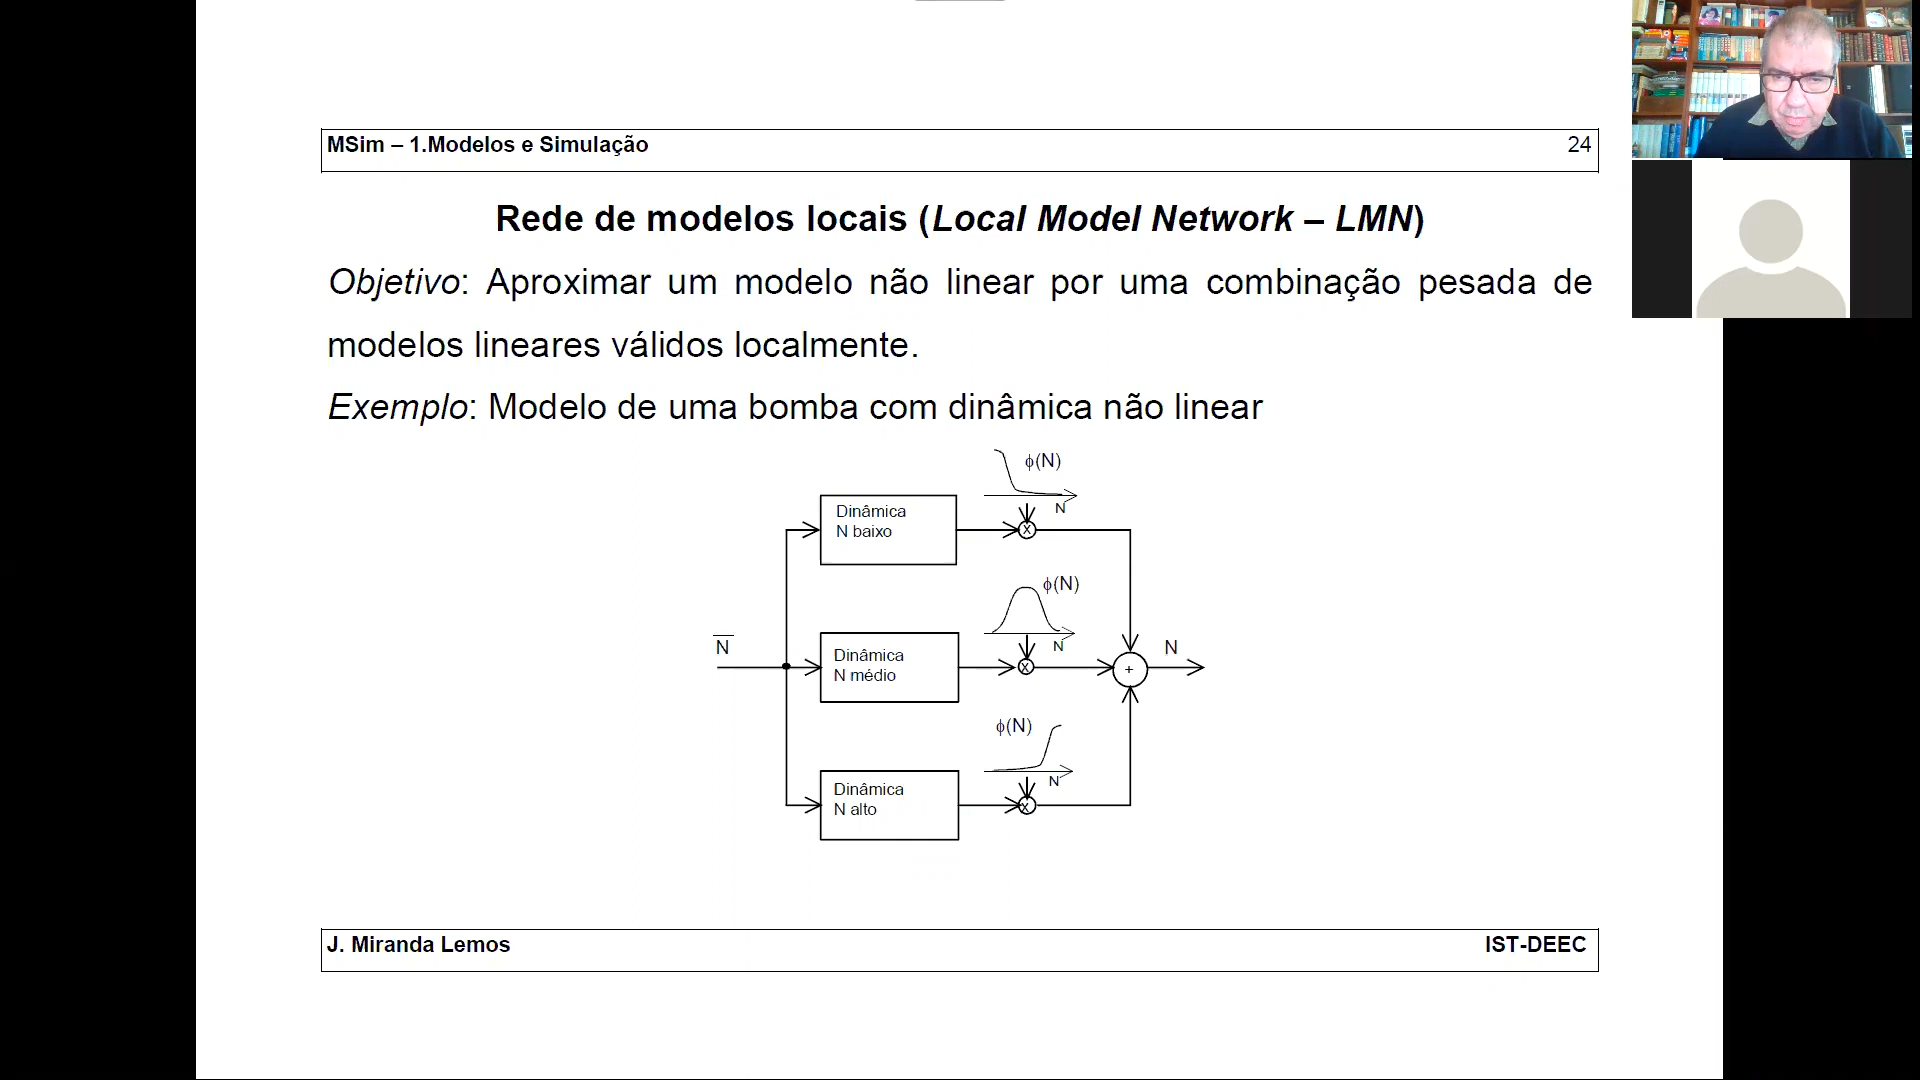 MSim – 1.Modelos e Simulação 24
Rede de modelos locais (Local Model Network – LMN)
Objetivo: Aproximar um modelo não linear por uma combinação pesada de
modelos lineares válidos localmente.
Exemplo: Modelo de uma bomba com dinâmica não linear
ϕ(N)
N
Dinâmica
N baixo
x
ϕ(N)
N
N̅
Dinâmica
N médio
x
+
N
ϕ(N)
N
Dinâmica
N alto
x
J. Miranda Lemos IST-DEEC